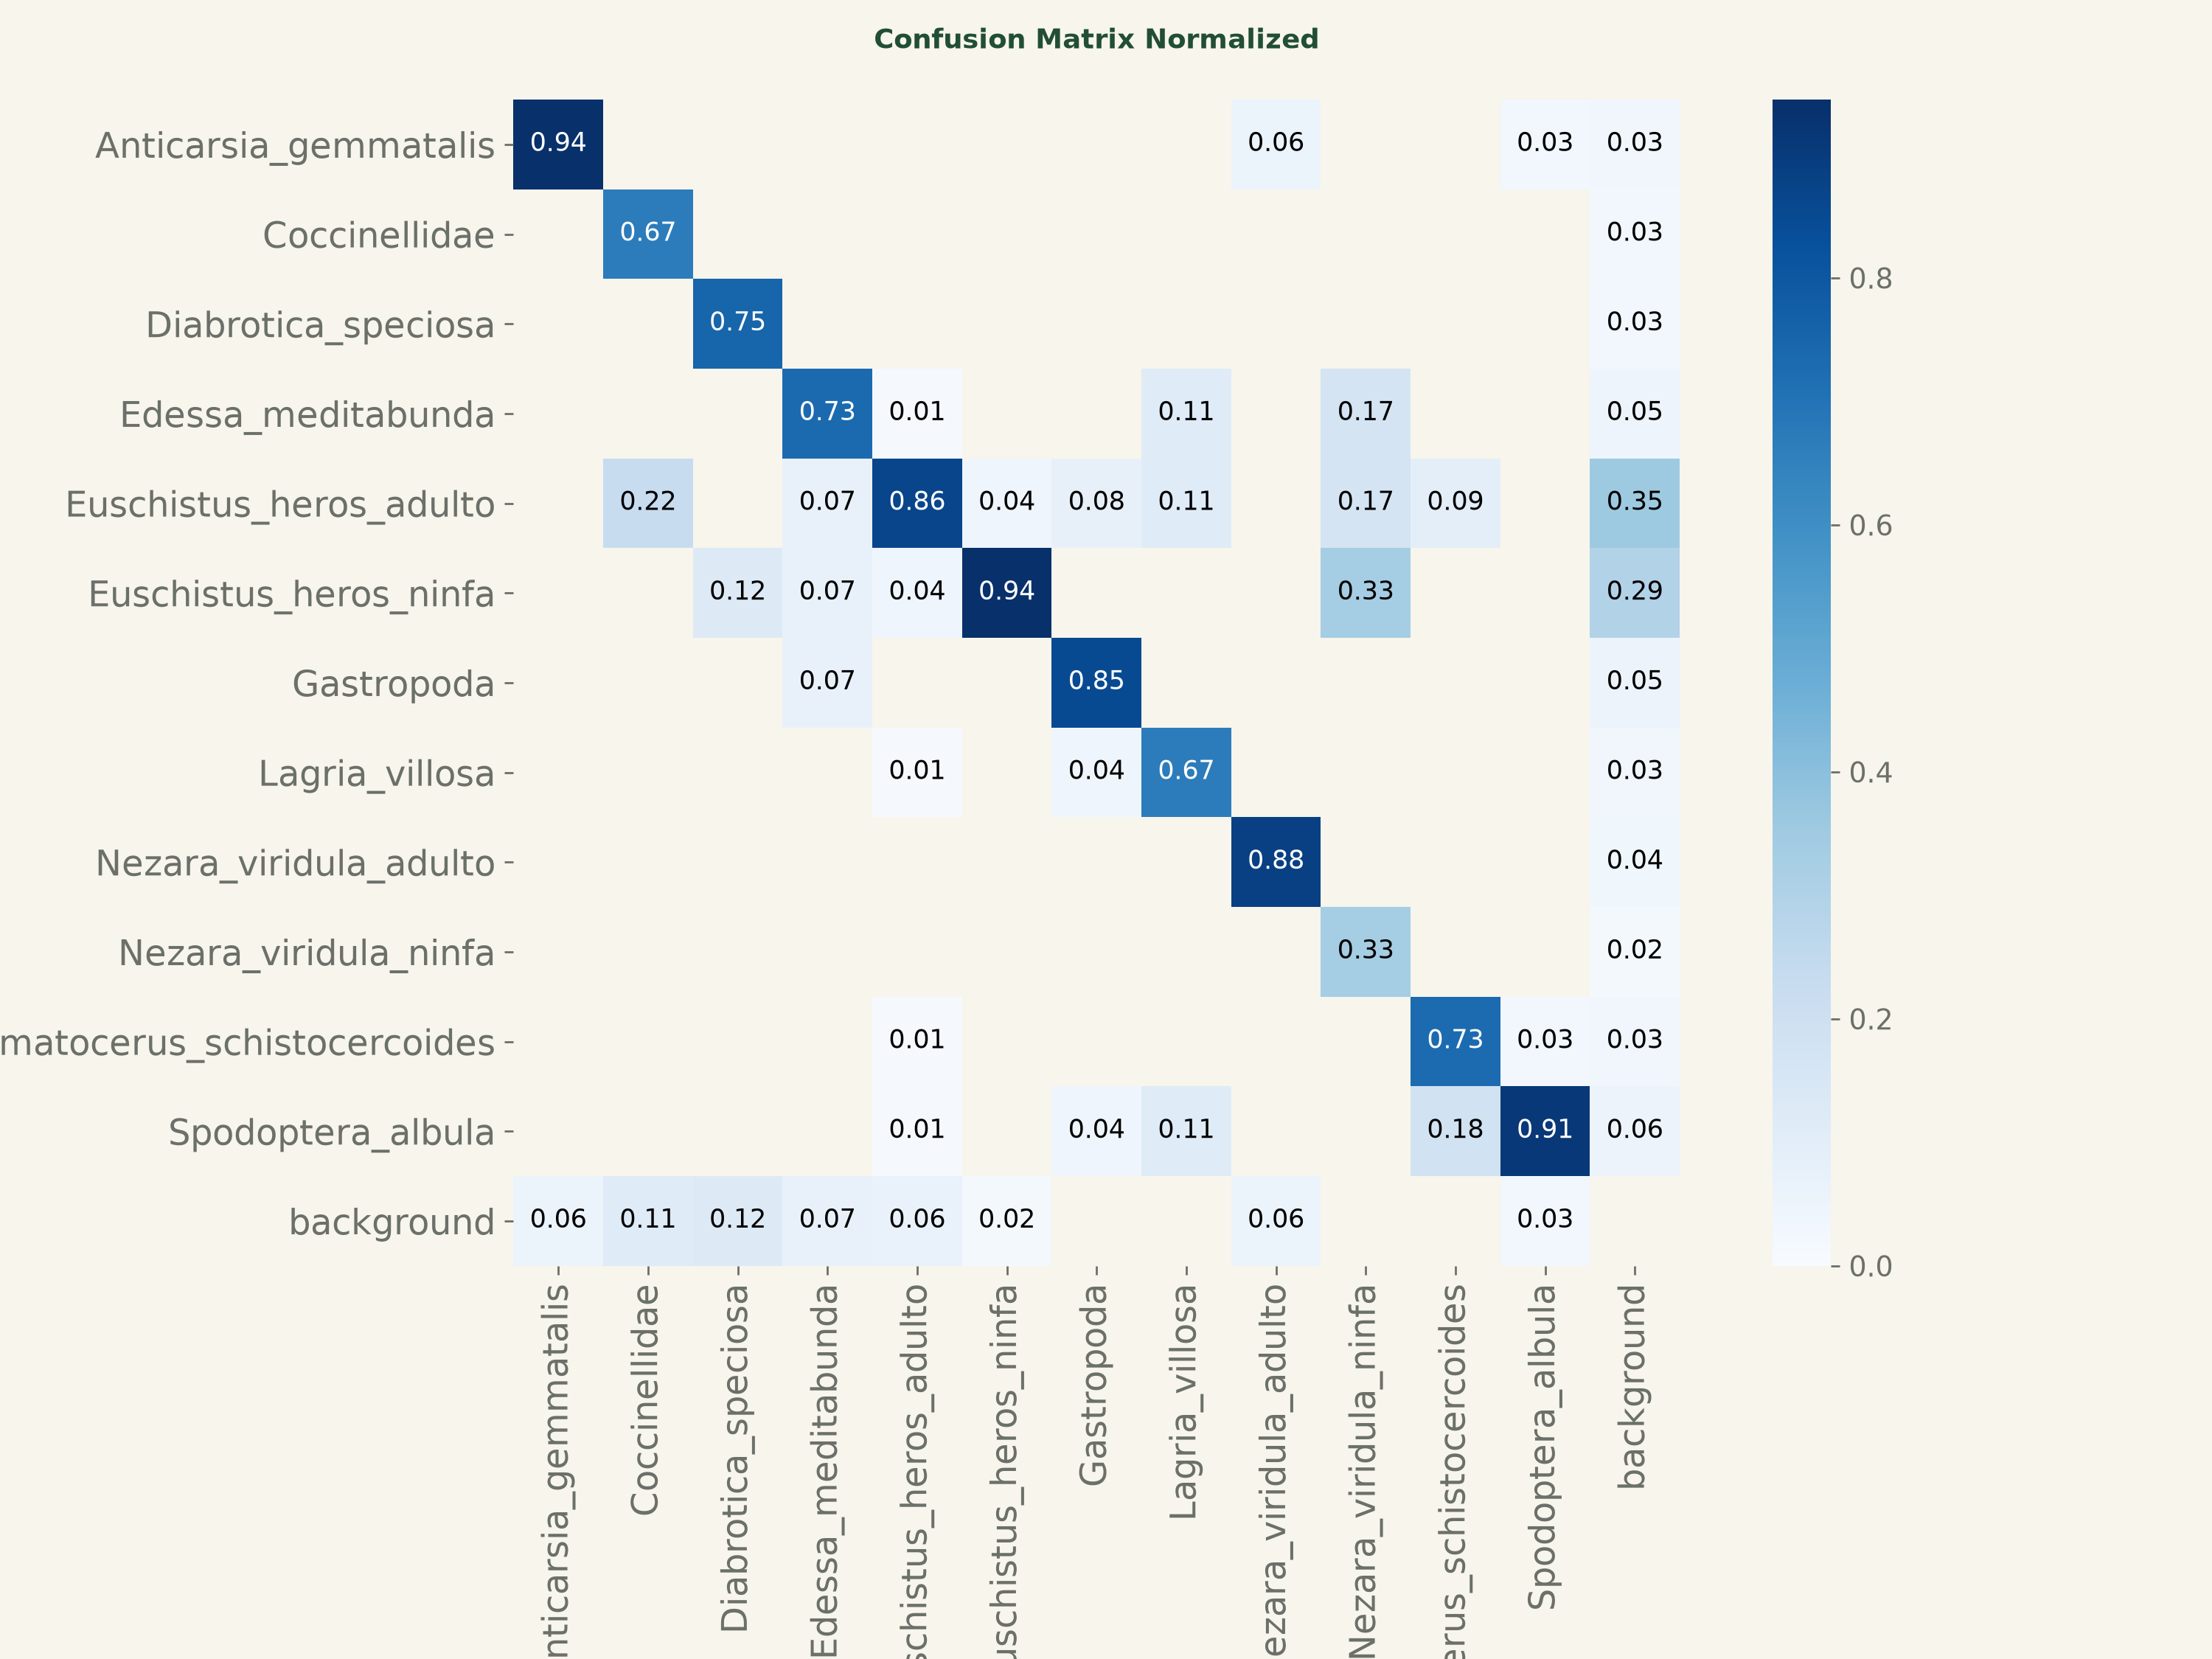 Confusion Matrix Normalized
Anticarsia_gemmatalis 0.94 0.06 0.03 0.03
Coccinellidae 0.67 0.03
Diabrotica_speciosa 0.75 0.03
Edessa_meditabunda 0.73 0.01 0.11 0.17 0.05
Euschistus_heros_adulto 0.22 0.07 0.86 0.04 0.08 0.11 0.17 0.09 0.35
Euschistus_heros_ninfa 0.12 0.07 0.04 0.94 0.33 0.29
Gastropoda 0.07 0.85 0.05
Lagria_villosa 0.01 0.04 0.67 0.03
Nezara_viridula_adulto 0.88 0.04
Nezara_viridula_ninfa 0.33 0.02
matocerus_schistocercoides 0.01 0.73 0.03 0.03
Spodoptera_albula 0.01 0.04 0.11 0.18 0.91 0.06
background 0.06 0.11 0.12 0.07 0.06 0.02 0.06 0.03
nticarsia_gemmatalis
Coccinellidae
Diabrotica_speciosa
Edessa_meditabunda
schistus_heros_adulto
uschistus_heros_ninfa
Gastropoda
Lagria_villosa
ezara_viridula_adulto
Nezara_viridula_ninfa
erus_schistocercoides
Spodoptera_albula
background
0.8
0.6
0.4
0.2
0.0